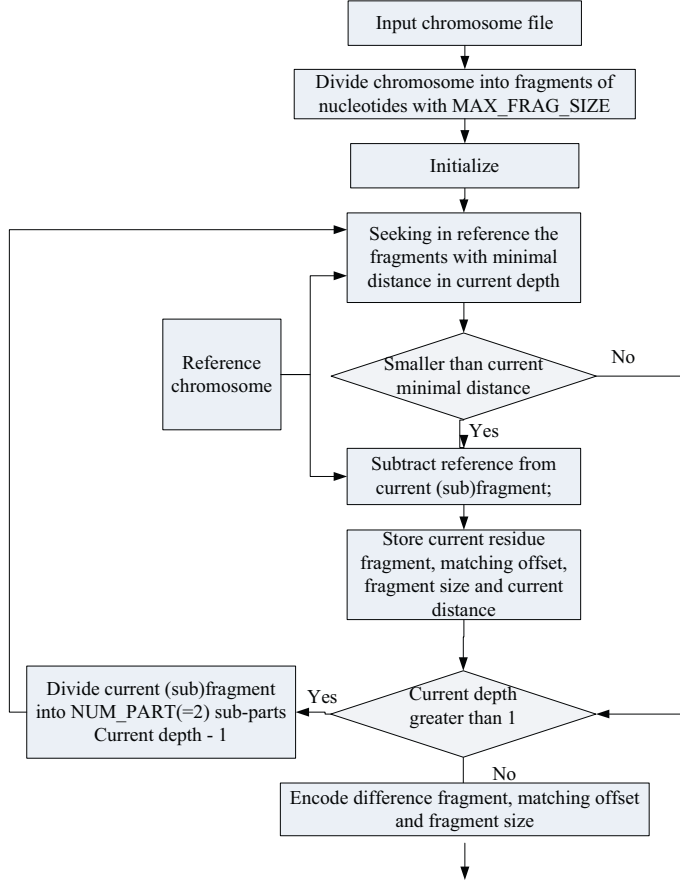 Input chromosome file
Divide chromosome into fragments of
nucleotides with MAX_FRAG_SIZE
Initialize
Seeking in reference the
fragments with minimal
distance in current depth
Reference
chromosome
Smaller than current
minimal distance
No
Yes
Subtract reference from
current (sub)fragment;
Store current residue
fragment, matching offset,
fragment size and current
distance
Divide current (sub)fragment
into NUM_PART(=2) sub-parts
Current depth - 1
Yes
Current depth
greater than 1
No
Encode difference fragment, matching offset
and fragment size